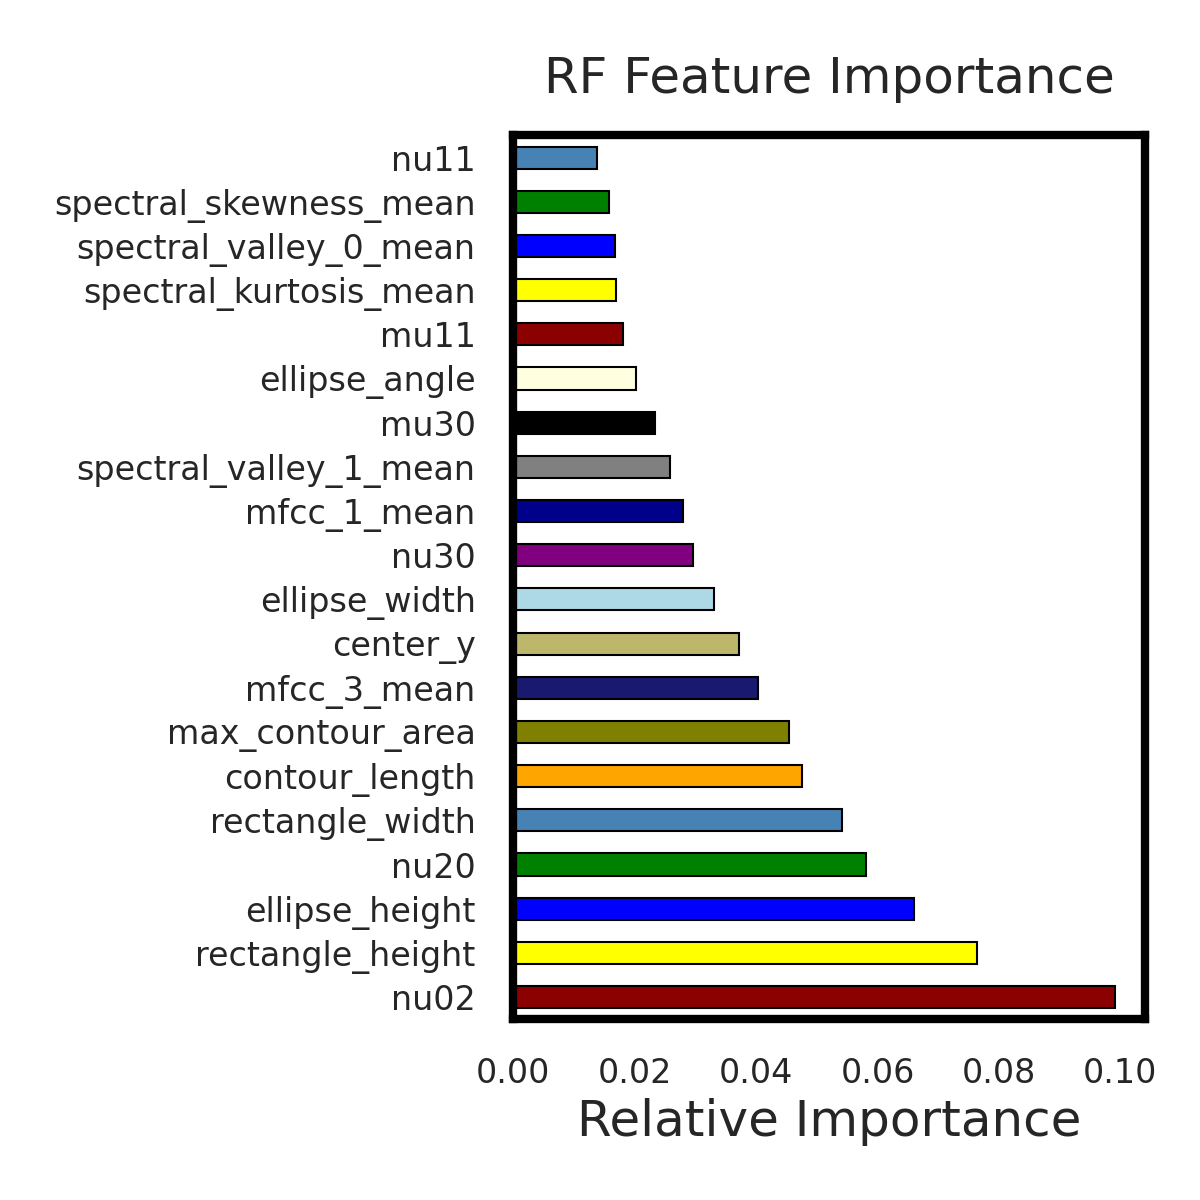 RF Feature Importance
nu11
spectral_skewness_mean
spectral_valley_0_mean
spectral_kurtosis_mean
mu11
ellipse_angle
mu30
spectral_valley_1_mean
mfcc_1_mean
nu30
ellipse_width
center_y
mfcc_3_mean
max_contour_area
contour_length
rectangle_width
nu20
ellipse_height
rectangle_height
nu02
0.00 0.02 0.04 0.06 0.08 0.10
Relative Importance